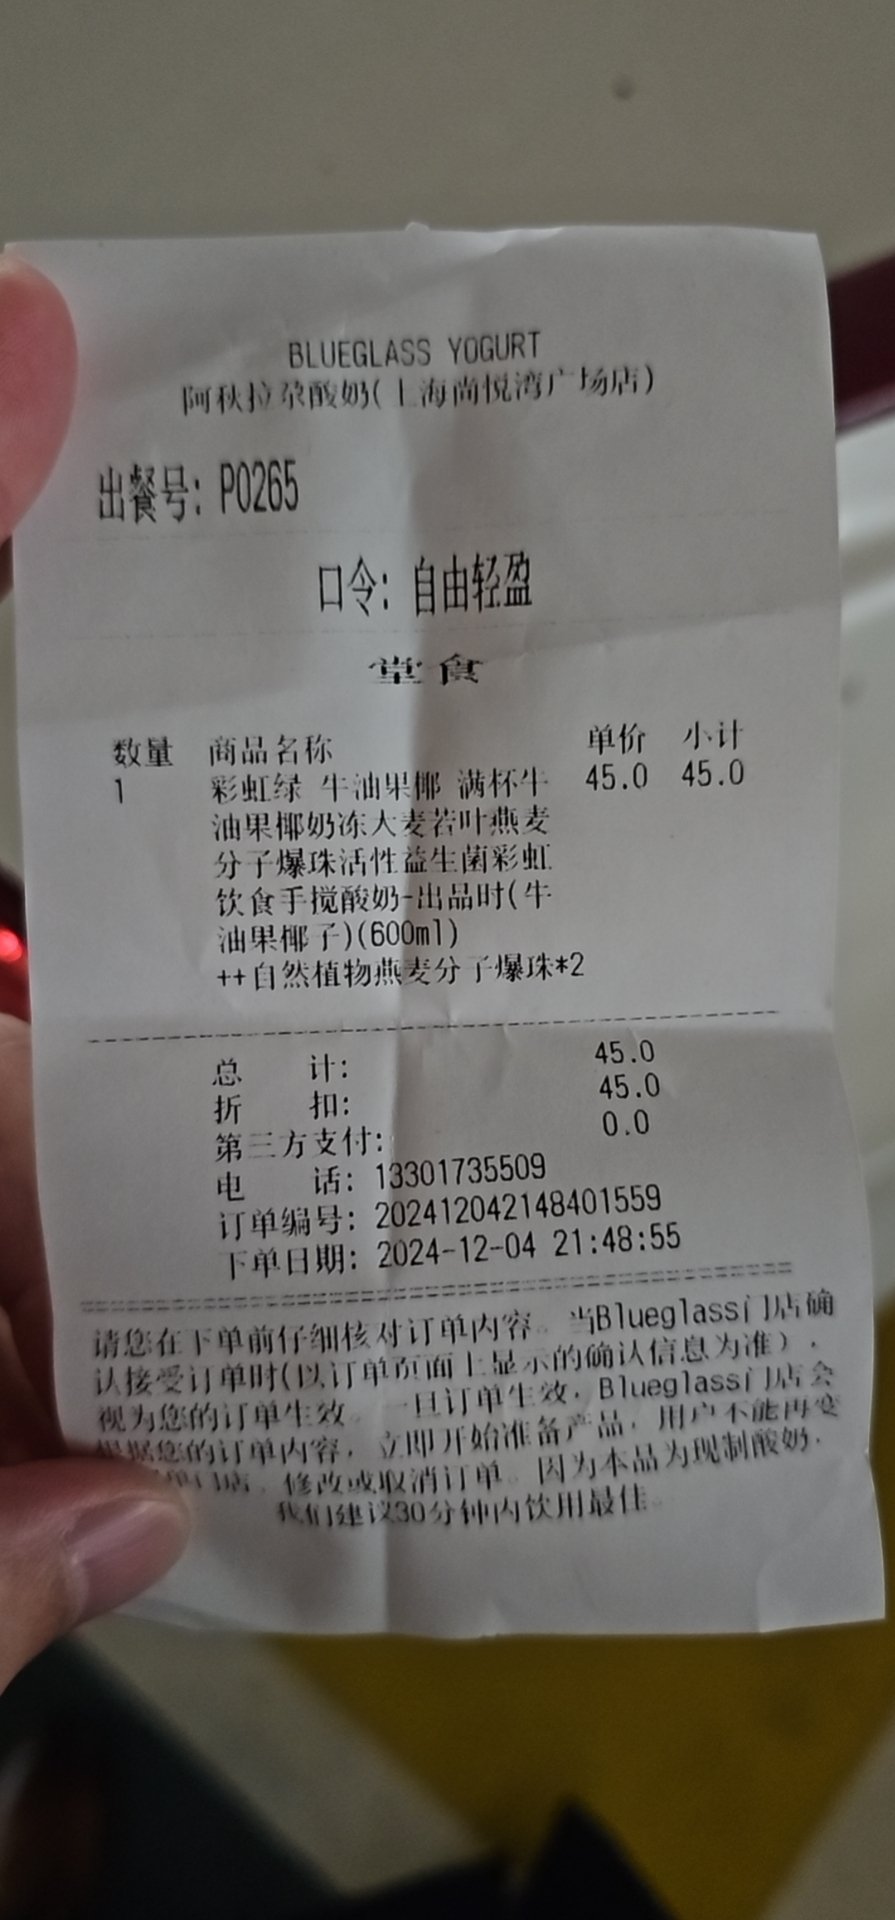 BLUEGLASS YOGURT
阿秋拉尕酸奶(上海尚悦湾广场店)
出餐号: P0265
口令: 自由轻盈
堂食
数量 商品名称 单价 小计
1 彩虹绿 牛油果椰 满杯牛 45.0 45.0
油果椰奶冻大麦若叶燕麦
分子爆珠活性益生菌彩虹
饮食手搅酸奶-出品时(牛
油果椰子)(600ml)
++自然植物燕麦分子爆珠*2
总 计: 45.0
折 扣: 45.0
第三方支付: 0.0
电 话: 13301735509
订单编号: 202412042148401559
下单日期: 2024-12-04 21:48:55
请您在下单前仔细核对订单内容。当Blueglass门店确
认接受订单时(以订单页面上显示的确认信息为准),
视为您的订单生效。一旦订单生效,Blueglass门店会
根据您的订单内容,立即开始准备产品,用户不能再变
门店,修改或取消订单。因为本品为现制酸奶,
我们建议30分钟内饮用最佳。